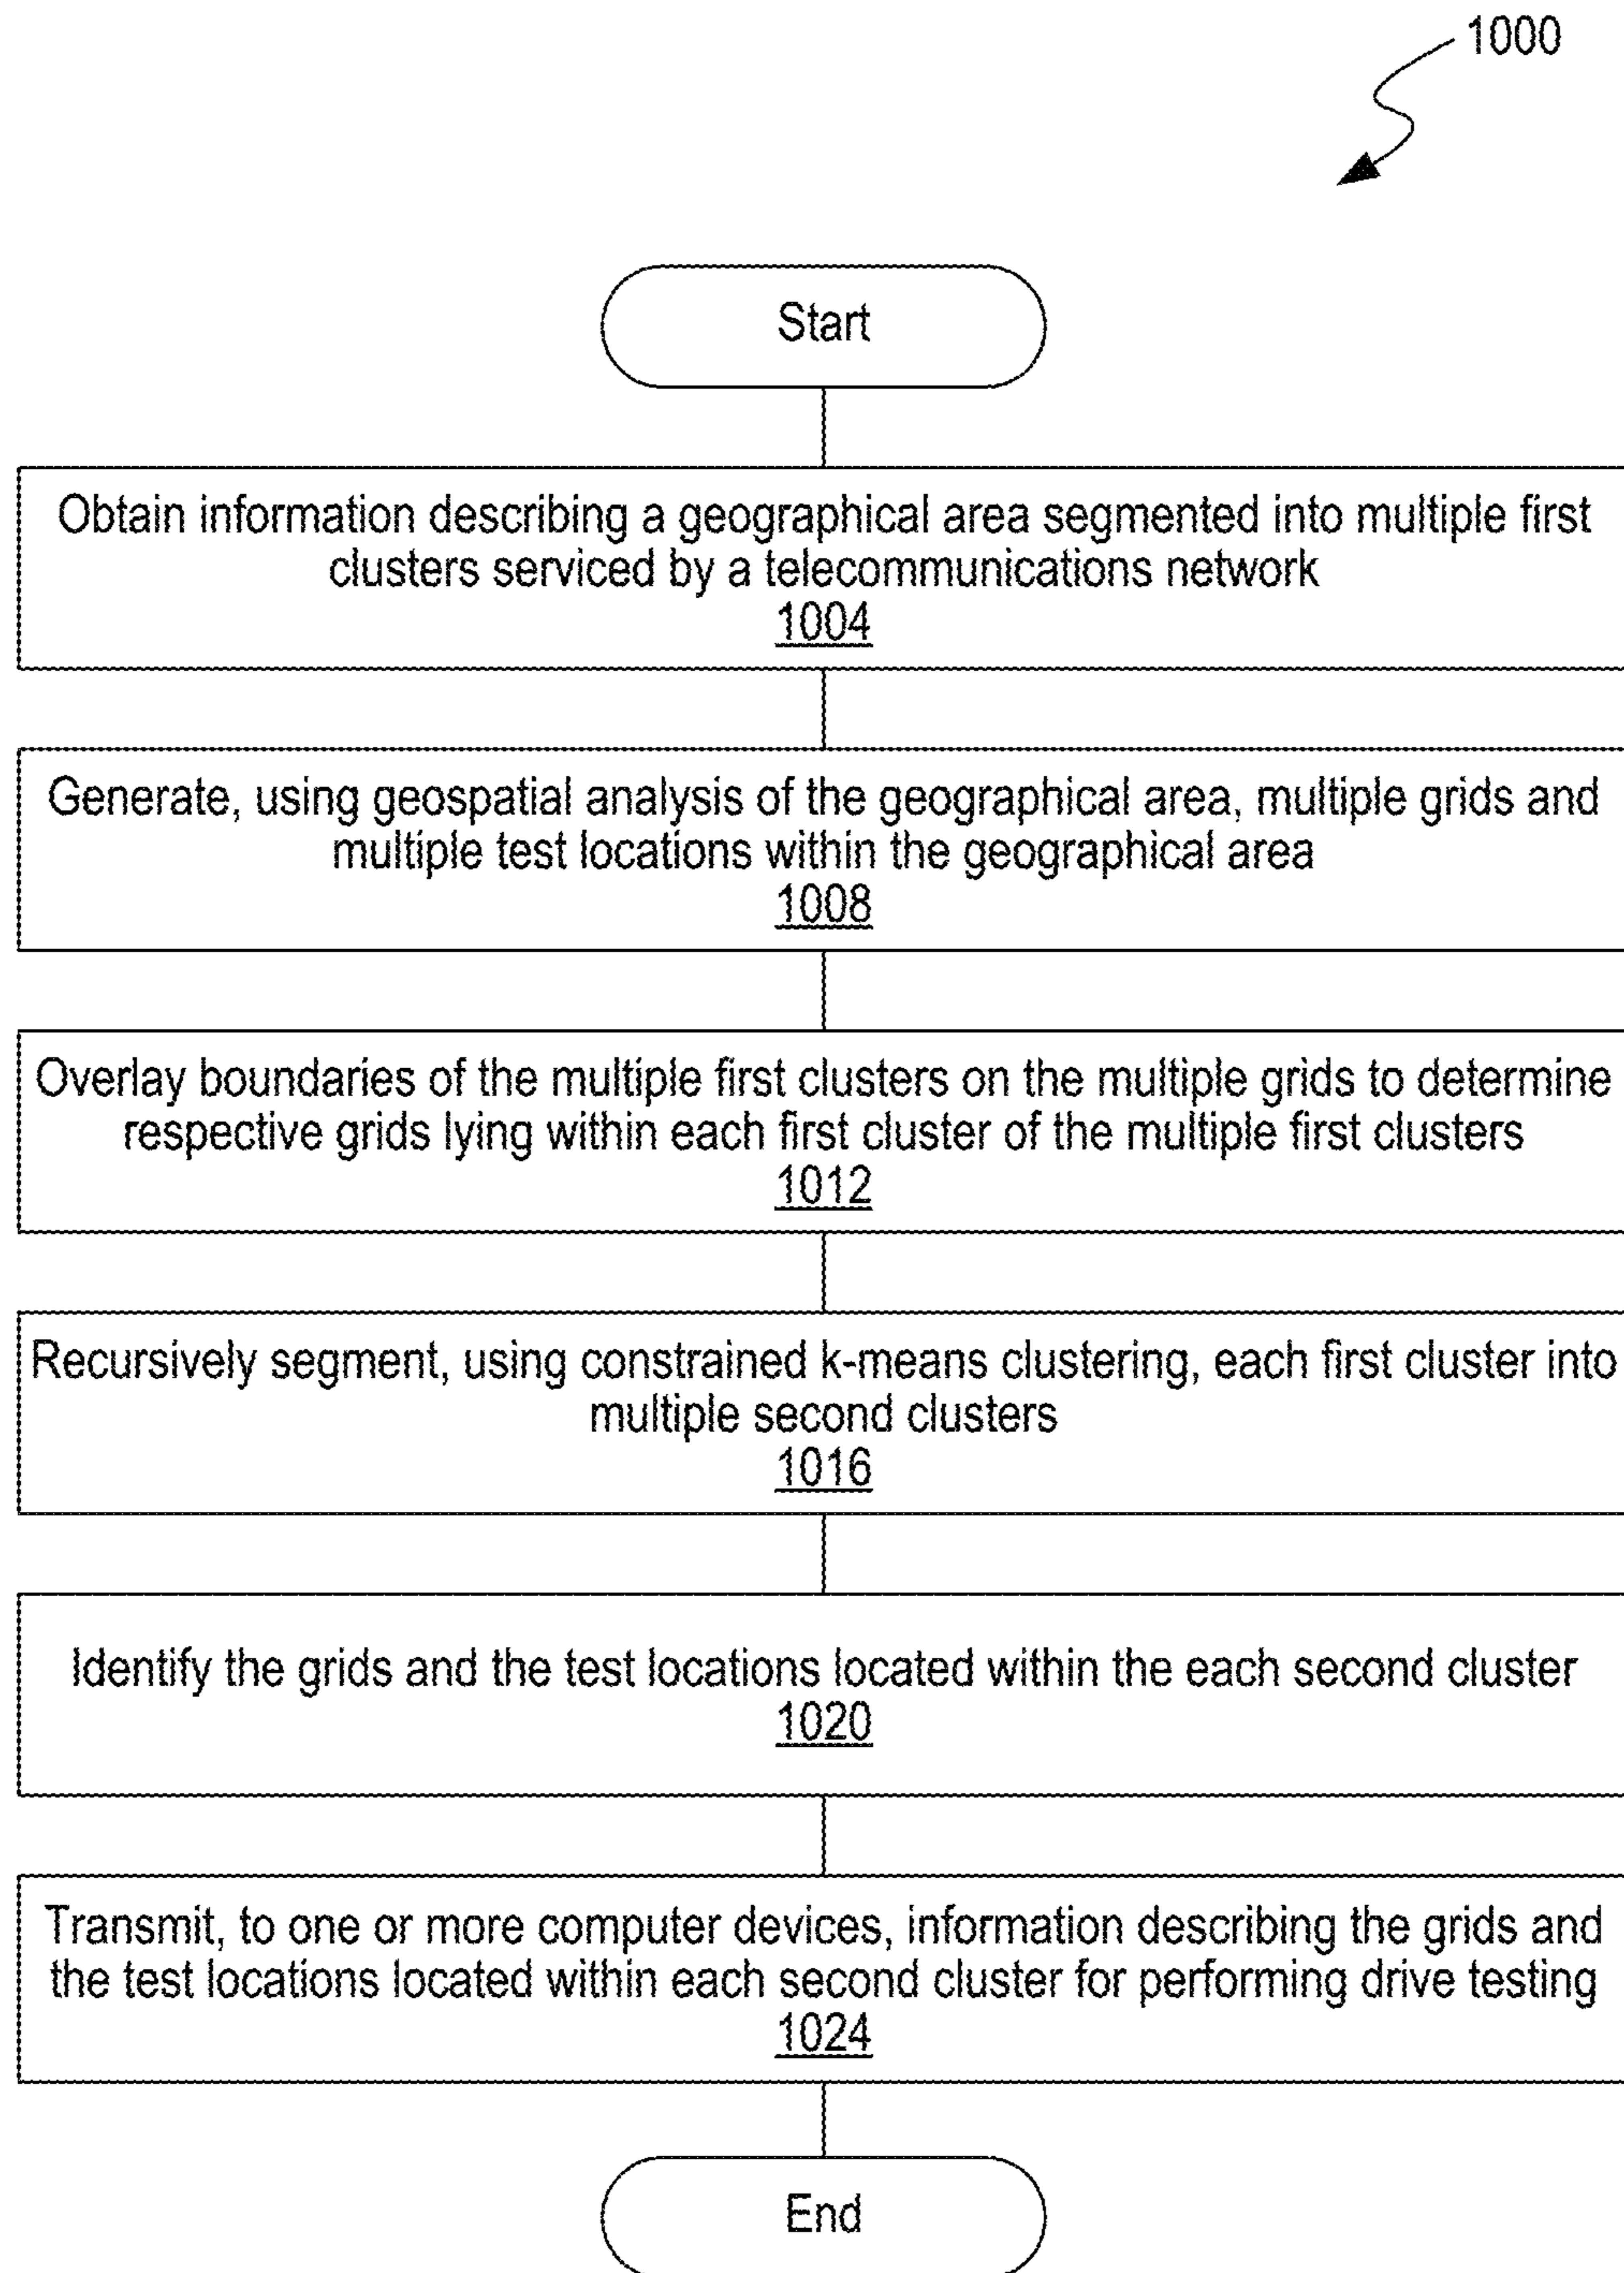 1000
Start
Obtain information describing a geographical area segmented into multiple first
clusters serviced by a telecommunications network
1004
Generate, using geospatial analysis of the geographical area, multiple grids and
multiple test locations within the geographical area
1008
Overlay boundaries of the multiple first clusters on the multiple grids to determine
respective grids lying within each first cluster of the multiple first clusters
1012
Recursively segment, using constrained k-means clustering, each first cluster into
multiple second clusters
1016
Identify the grids and the test locations located within the each second cluster
1020
Transmit, to one or more computer devices, information describing the grids and
the test locations located within each second cluster for performing drive testing
1024
End